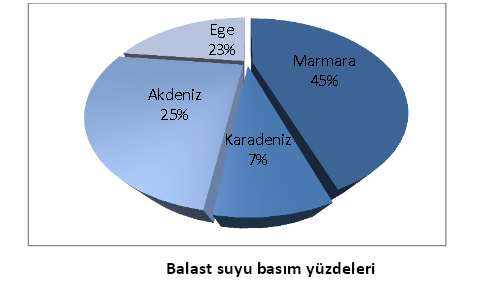 Ege
23%
Marmara
45%
Akdeniz
25%
Karadeniz
7%
Balast suyu basım yüzdeleri